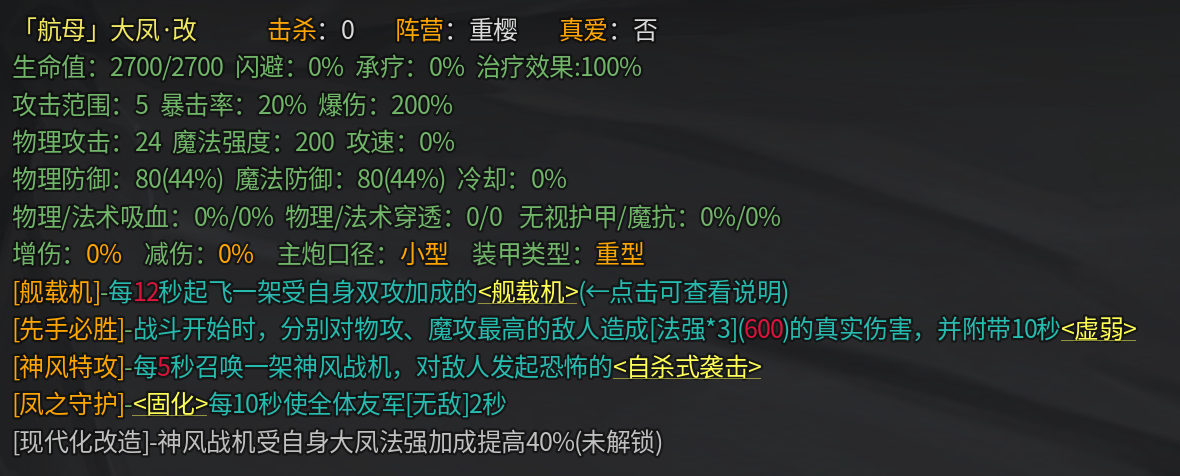 「航母」大凤·改 击杀：0 阵营：重樱 真爱：否
生命值：2700/2700 闪避：0% 承疗：0% 治疗效果:100%
攻击范围：5 暴击率：20% 爆伤：200%
物理攻击：24 魔法强度：200 攻速：0%
物理防御：80(44%) 魔法防御：80(44%) 冷却：0%
物理/法术吸血：0%/0% 物理/法术穿透：0/0 无视护甲/魔抗：0%/0%
增伤：0% 减伤：0% 主炮口径：小型 装甲类型：重型
[舰载机]-每12秒起飞一架受自身双攻加成的<舰载机>(←点击可查看说明)
[先手必胜]-战斗开始时，分别对物攻、魔攻最高的敌人造成[法强*3](600)的真实伤害，并附带10秒<虚弱>
[神风特攻]-每5秒召唤一架神风战机，对敌人发起恐怖的<自杀式袭击>
[凤之守护]-<固化>每10秒使全体友军[无敌]2秒
[现代化改造]-神风战机受自身大凤法强加成提高40%(未解锁)